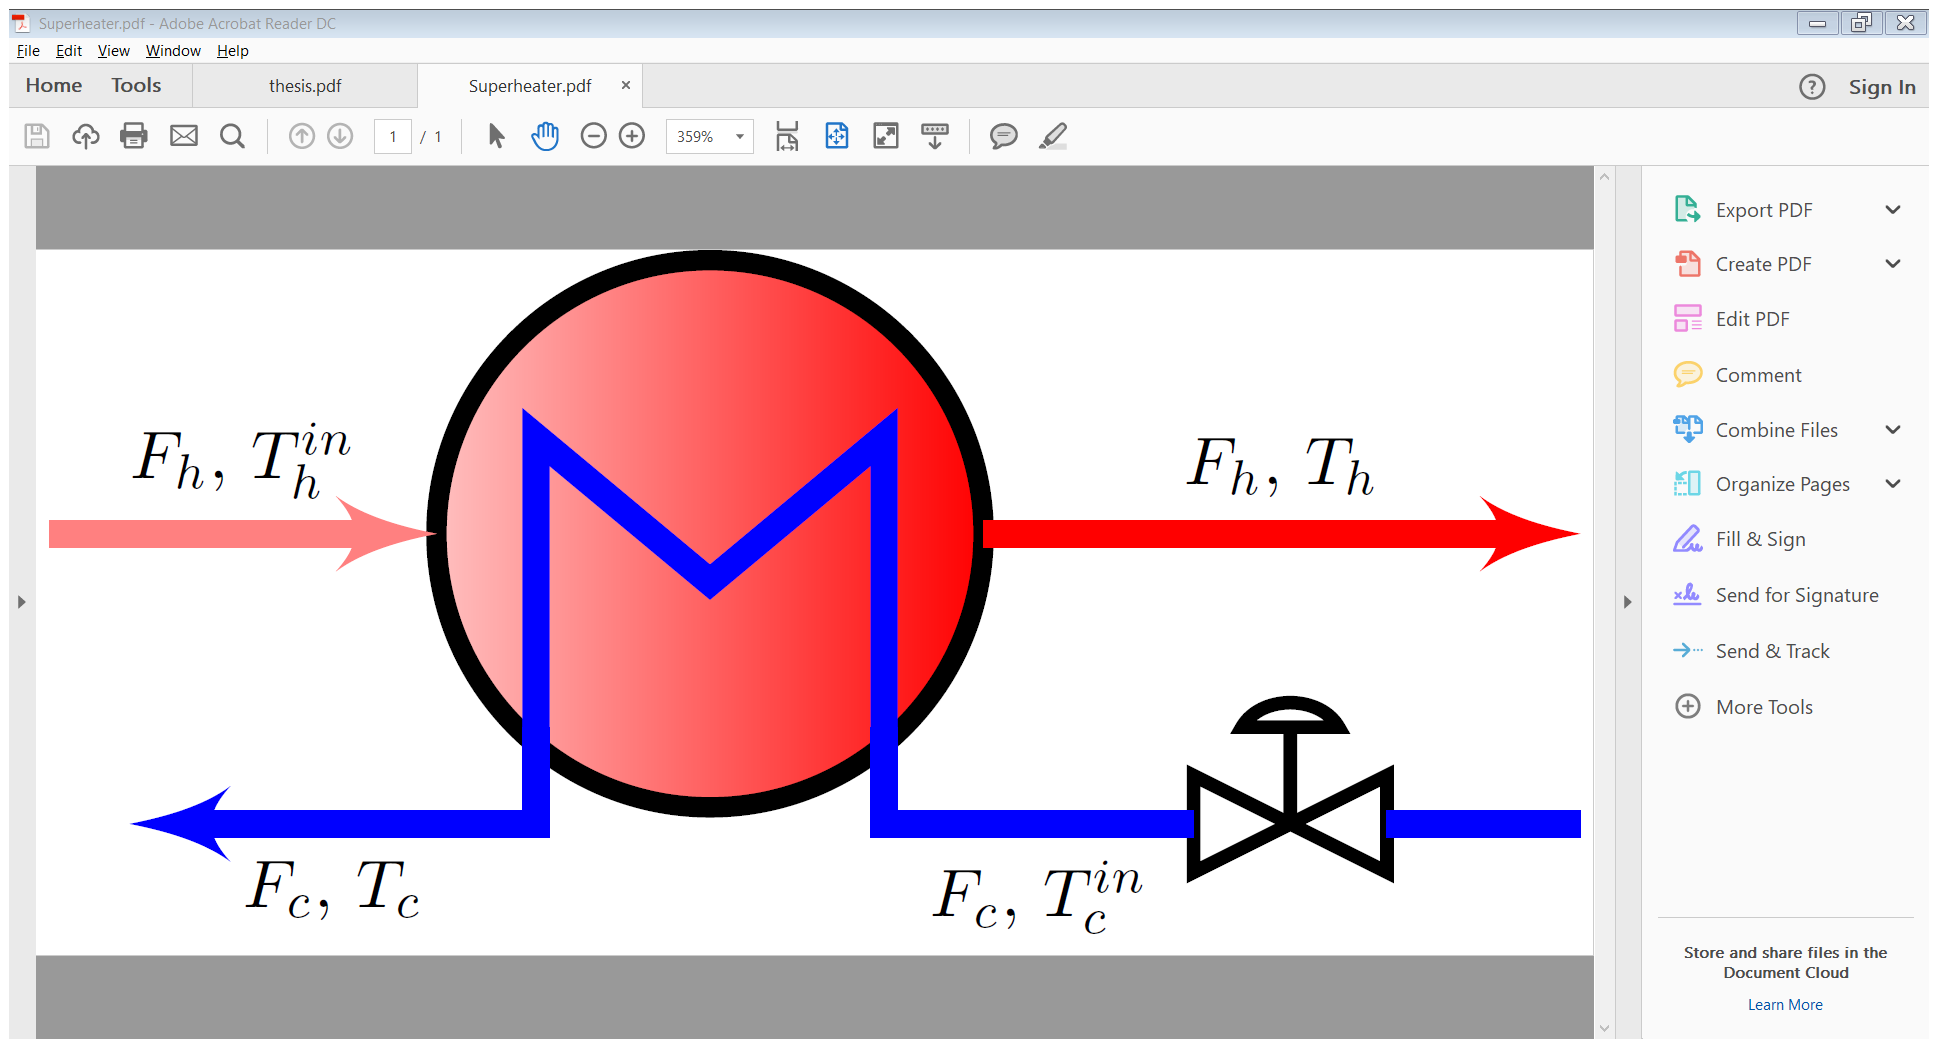 Superheater.pdf - Adobe Acrobat Reader DC
File Edit View Window Help
Home Tools thesis.pdf Superheater.pdf × ? Sign In
1 / 1 359%
Export PDF
Create PDF
Edit PDF
Comment
Combine Files
Organize Pages
Fill & Sign
Send for Signature
Send & Track
More Tools
Store and share files in the
Document Cloud
Learn More
F_h, T_h^{in}
F_h, T_h
F_c, T_c
F_c, T_c^{in}